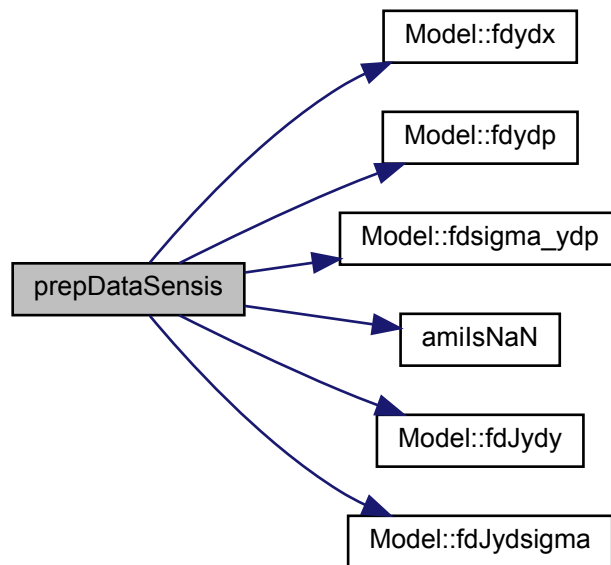 Model::fdydx
Model::fdydp
Model::fdsigma_ydp
prepDataSensis
amiIsNaN
Model::fdJydy
Model::fdJydsigma